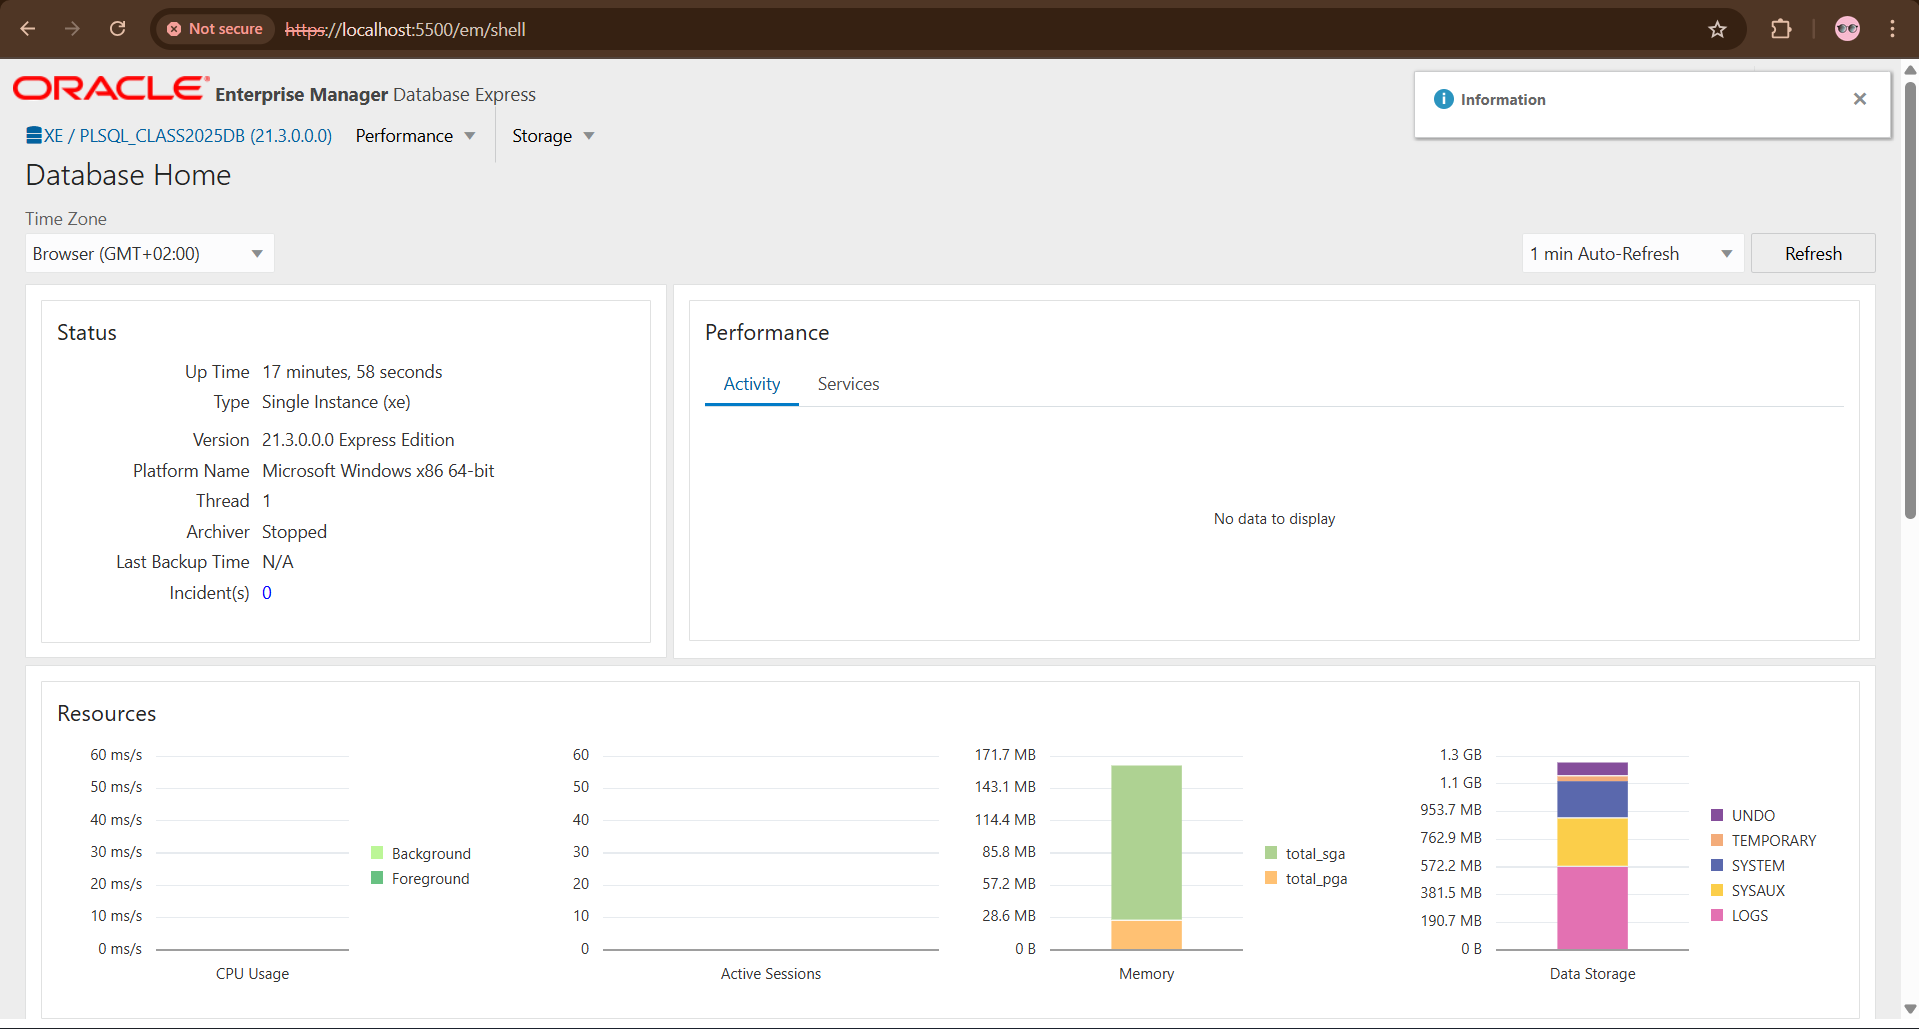 Not secure https://localhost:5500/em/shell
ORACLE® Enterprise Manager Database Express
Information
XE / PLSQL_CLASS2025DB (21.3.0.0.0) Performance Storage
Database Home
Time Zone
Browser (GMT+02:00)
1 min Auto-Refresh Refresh
Status
Up Time 17 minutes, 58 seconds
Type Single Instance (xe)
Version 21.3.0.0.0 Express Edition
Platform Name Microsoft Windows x86 64-bit
Thread 1
Archiver Stopped
Last Backup Time N/A
Incident(s) 0
Performance
Activity Services
No data to display
Resources
60 ms/s
50 ms/s
40 ms/s
30 ms/s
20 ms/s
10 ms/s
0 ms/s
Background
Foreground
CPU Usage
60
50
40
30
20
10
0
Active Sessions
171.7 MB
143.1 MB
114.4 MB
85.8 MB
57.2 MB
28.6 MB
0 B
total_sga
total_pga
Memory
1.3 GB
1.1 GB
953.7 MB
762.9 MB
572.2 MB
381.5 MB
190.7 MB
0 B
UNDO
TEMPORARY
SYSTEM
SYSAUX
LOGS
Data Storage